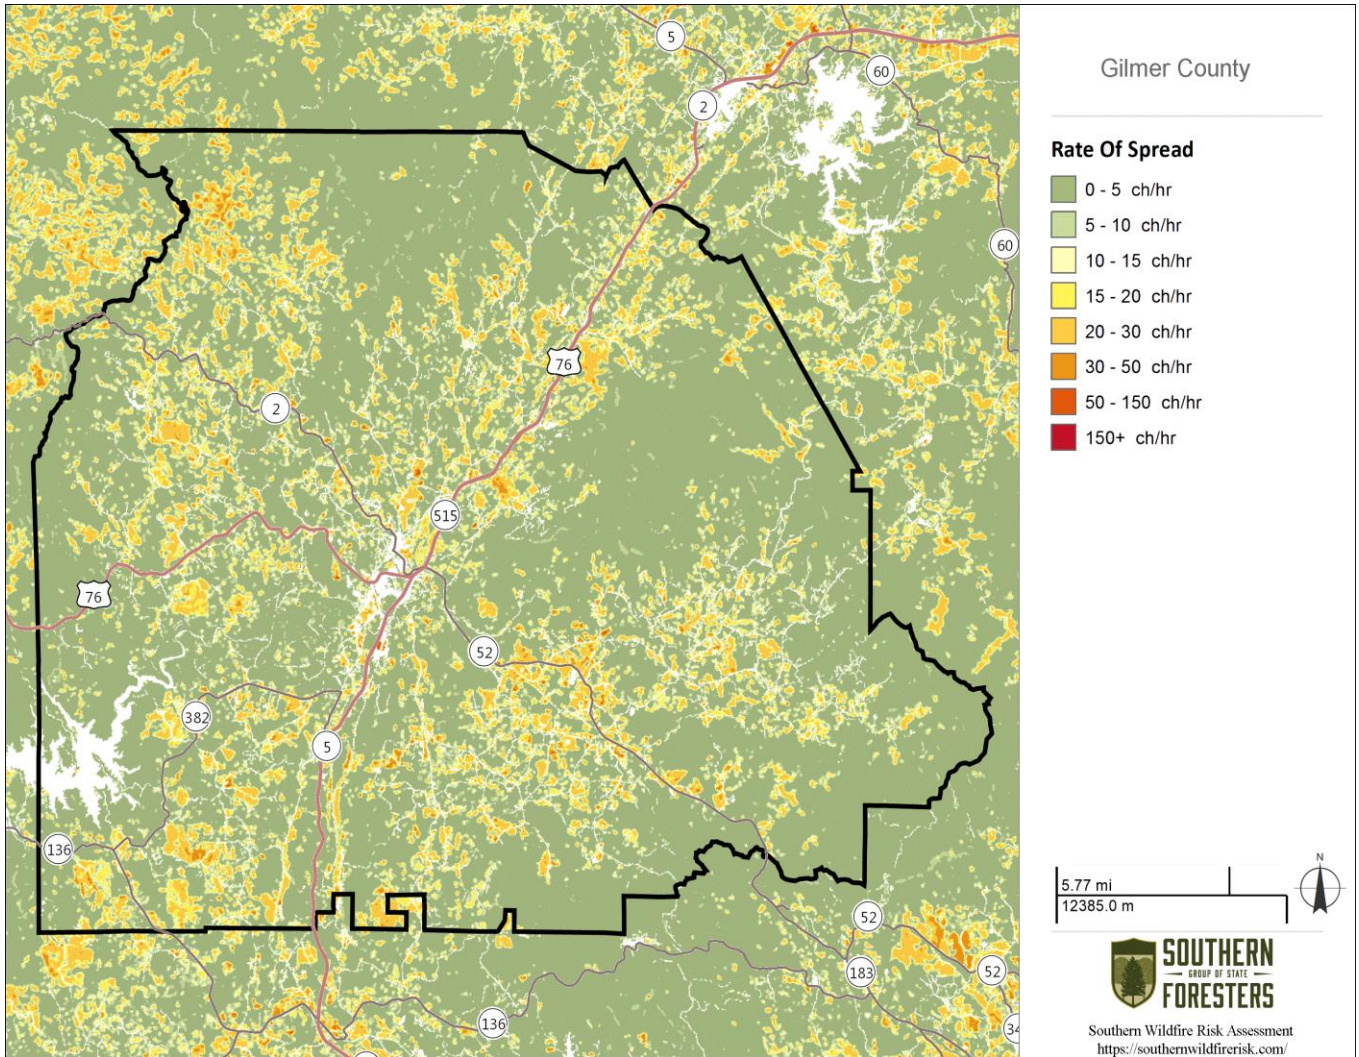 5
60
2
60
76
2
515
76
52
382
5
136
52
183
52
136
34
Gilmer County
Rate Of Spread
0 - 5 ch/hr
5 - 10 ch/hr
10 - 15 ch/hr
15 - 20 ch/hr
20 - 30 ch/hr
30 - 50 ch/hr
50 - 150 ch/hr
150+ ch/hr
N
5.77 mi
12385.0 m
SOUTHERN
GROUP OF STATE
FORESTERS
Southern Wildfire Risk Assessment
https://southernwildfirerisk.com/